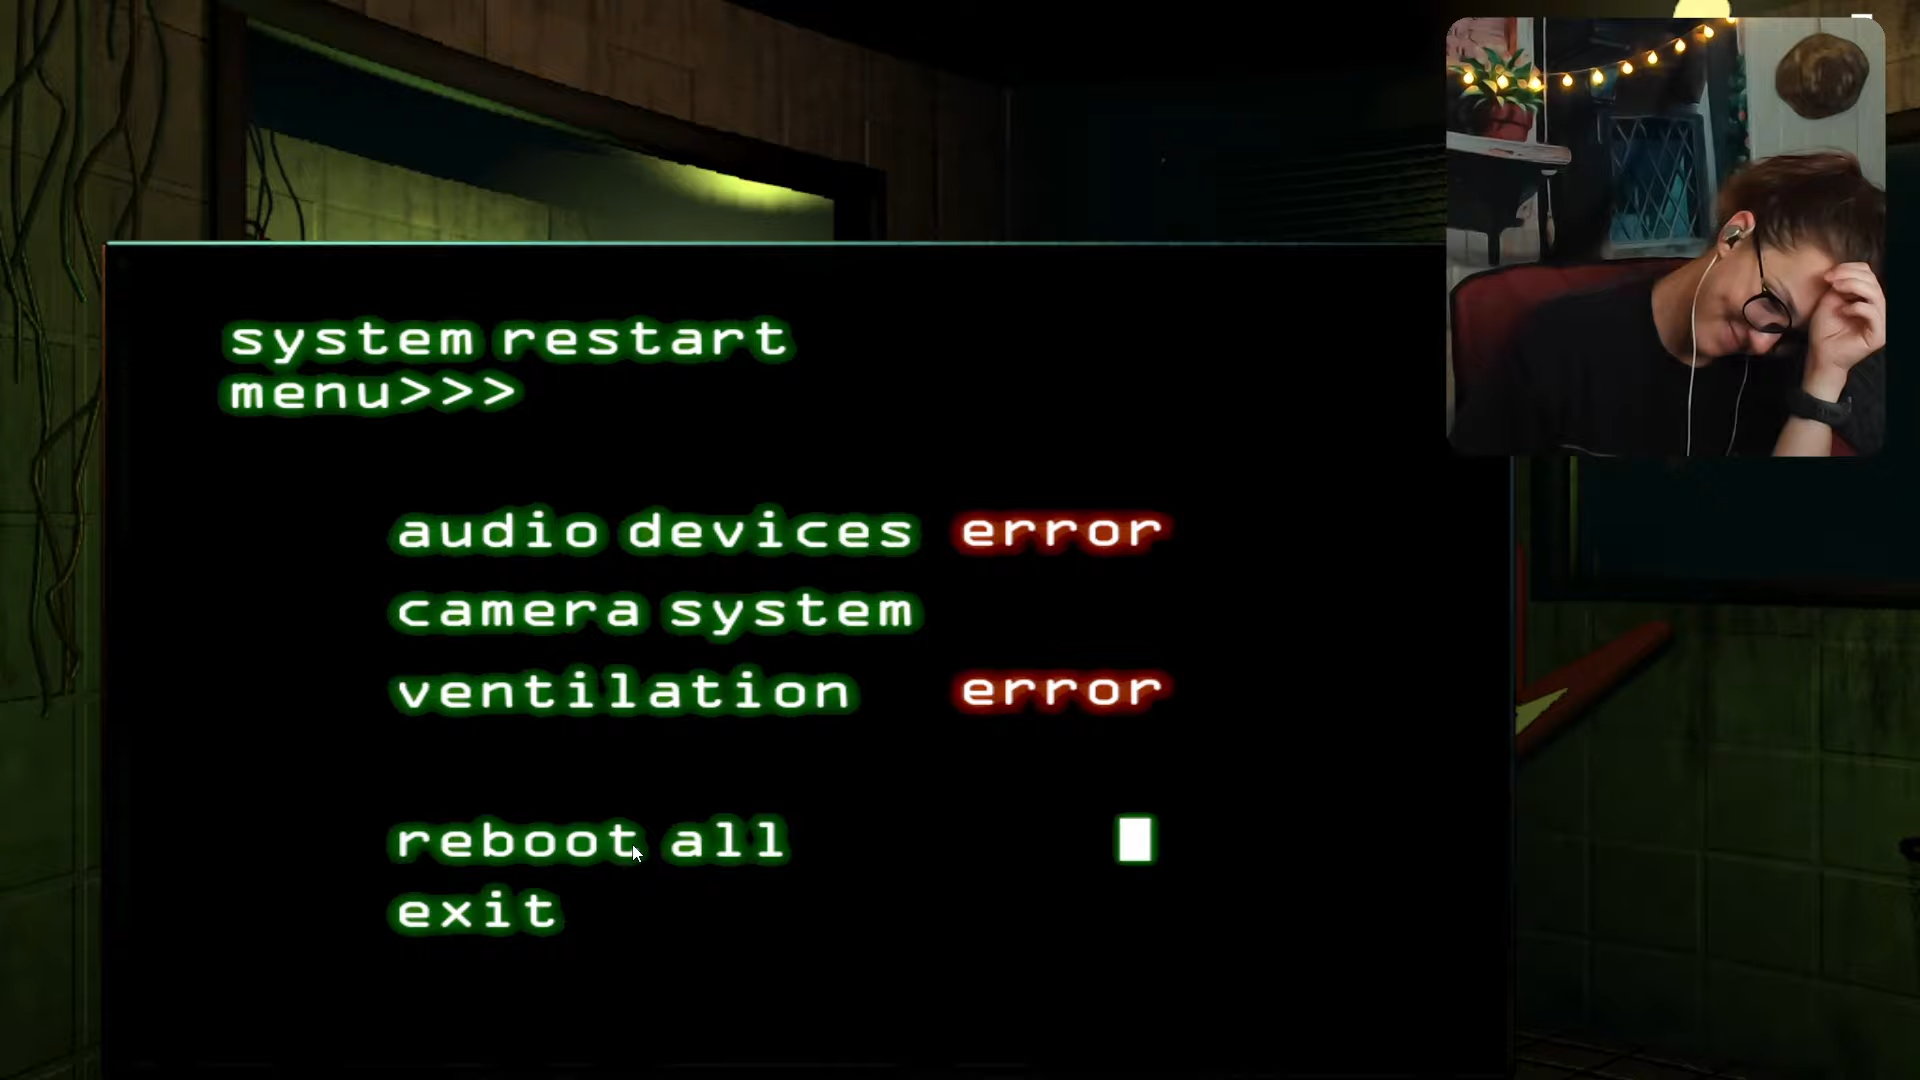 system restart
menu>>>
audio devices error
camera system
ventilation error
reboot all
exit